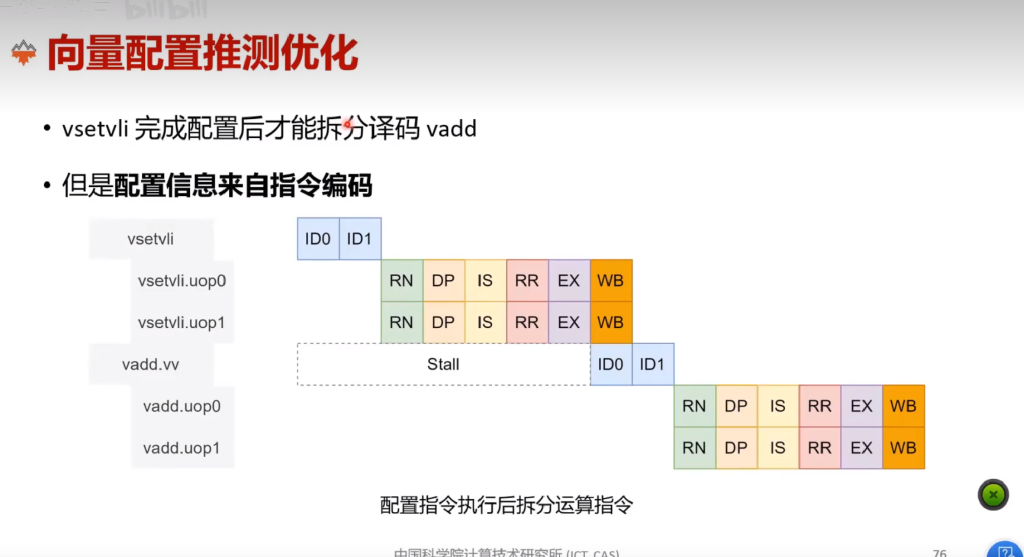 bilibili
向量配置推测优化
• vsetvli 完成配置后才能拆分译码 vadd
• 但是配置信息来自指令编码
vsetvli ID0 ID1
vsetvli.uop0 RN DP IS RR EX WB
vsetvli.uop1 RN DP IS RR EX WB
vadd.vv Stall ID0 ID1
vadd.uop0 RN DP IS RR EX WB
vadd.uop1 RN DP IS RR EX WB
配置指令执行后拆分运算指令
中国科学院计算技术研究所 (ICT, CAS) 76